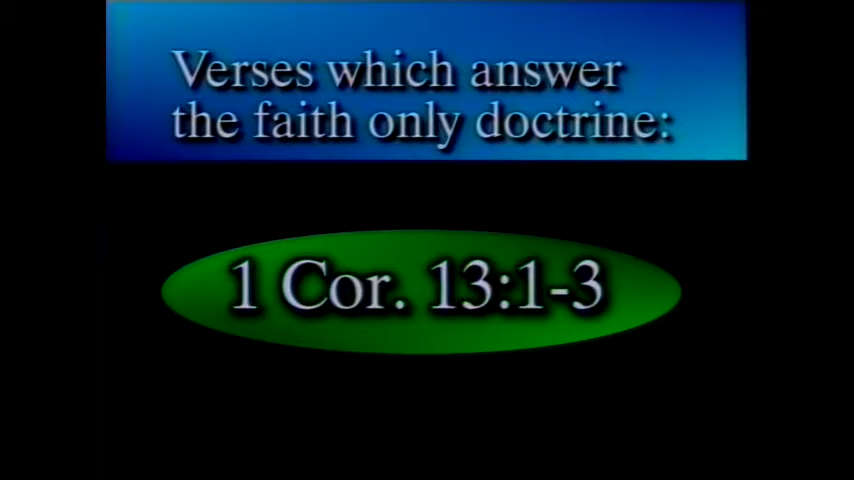 Verses which answer
the faith only doctrine:
1 Cor. 13:1-3